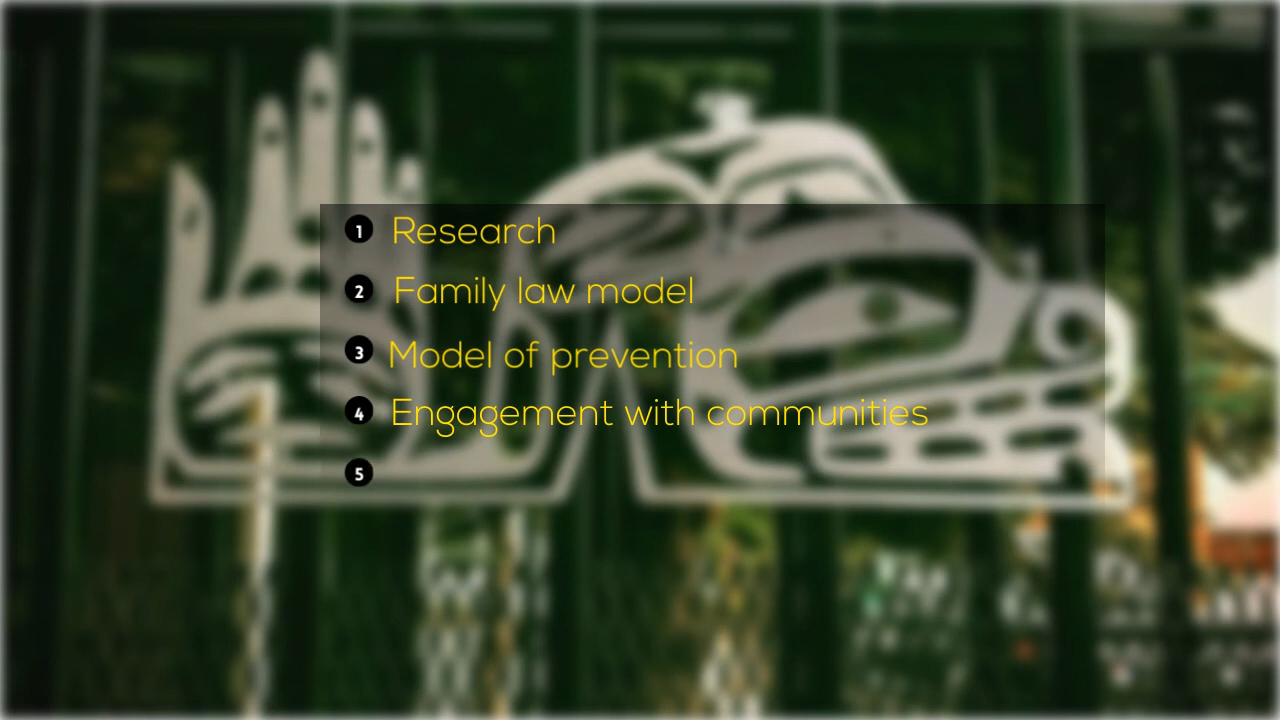 1 Research
2 Family law model
3 Model of prevention
4 Engagement with communities
5